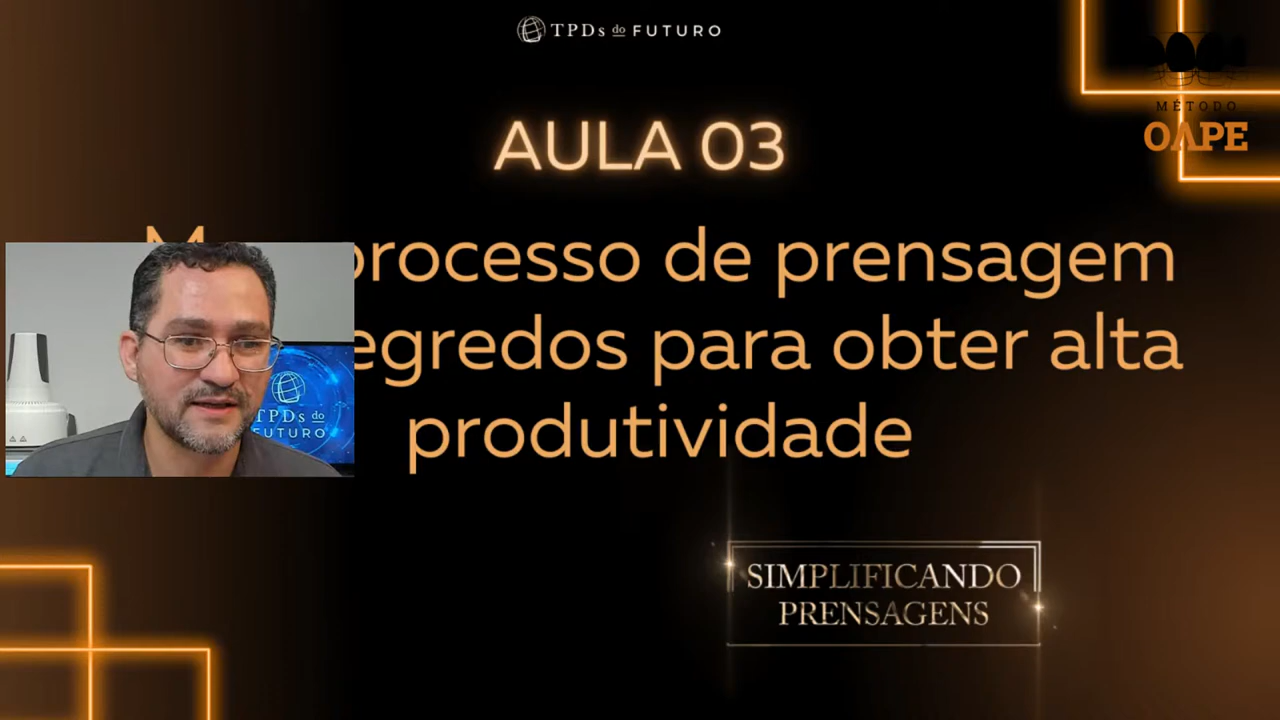 TPDs do FUTURO
AULA 03
processo de prensagem
egredos para obter alta
produtividade
MÉTODO
OAPE
TPDs do
FUTURO
SIMPLIFICANDO
PRENSAGENS